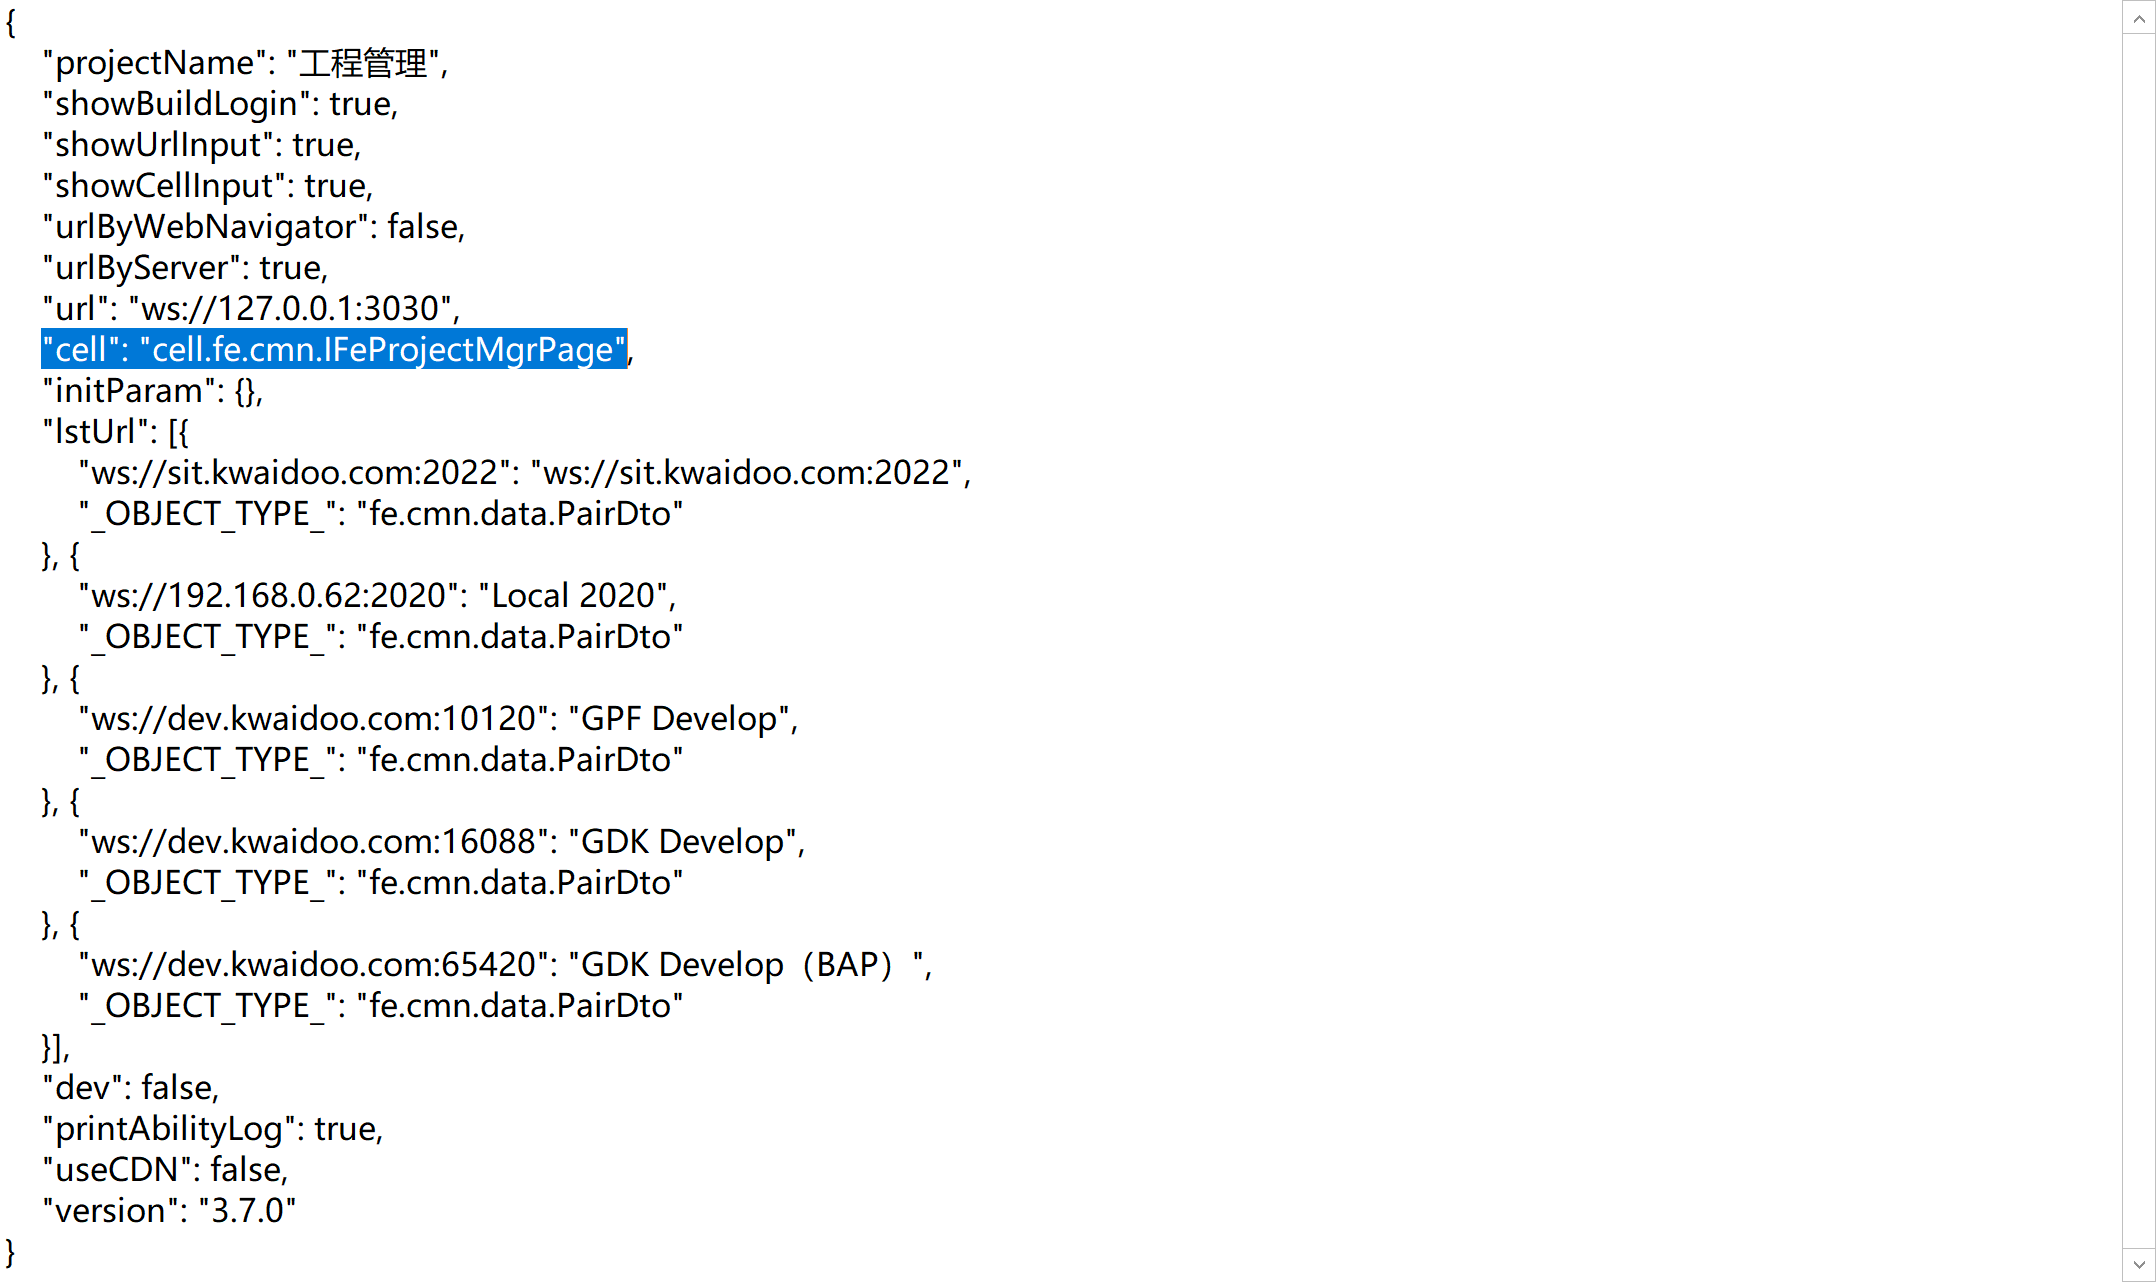 {
"projectName": "工程管理",
"showBuildLogin": true,
"showUrlInput": true,
"showCellInput": true,
"urlByWebNavigator": false,
"urlByServer": true,
"url": "ws://127.0.0.1:3030",
"cell": "cell.fe.cmn.IFeProjectMgrPage",
"initParam": {},
"lstUrl": [{
"ws://sit.kwaidoo.com:2022": "ws://sit.kwaidoo.com:2022",
"_OBJECT_TYPE_": "fe.cmn.data.PairDto"
}, {
"ws://192.168.0.62:2020": "Local 2020",
"_OBJECT_TYPE_": "fe.cmn.data.PairDto"
}, {
"ws://dev.kwaidoo.com:10120": "GPF Develop",
"_OBJECT_TYPE_": "fe.cmn.data.PairDto"
}, {
"ws://dev.kwaidoo.com:16088": "GDK Develop",
"_OBJECT_TYPE_": "fe.cmn.data.PairDto"
}, {
"ws://dev.kwaidoo.com:65420": "GDK Develop（BAP）",
"_OBJECT_TYPE_": "fe.cmn.data.PairDto"
}],
"dev": false,
"printAbilityLog": true,
"useCDN": false,
"version": "3.7.0"
}